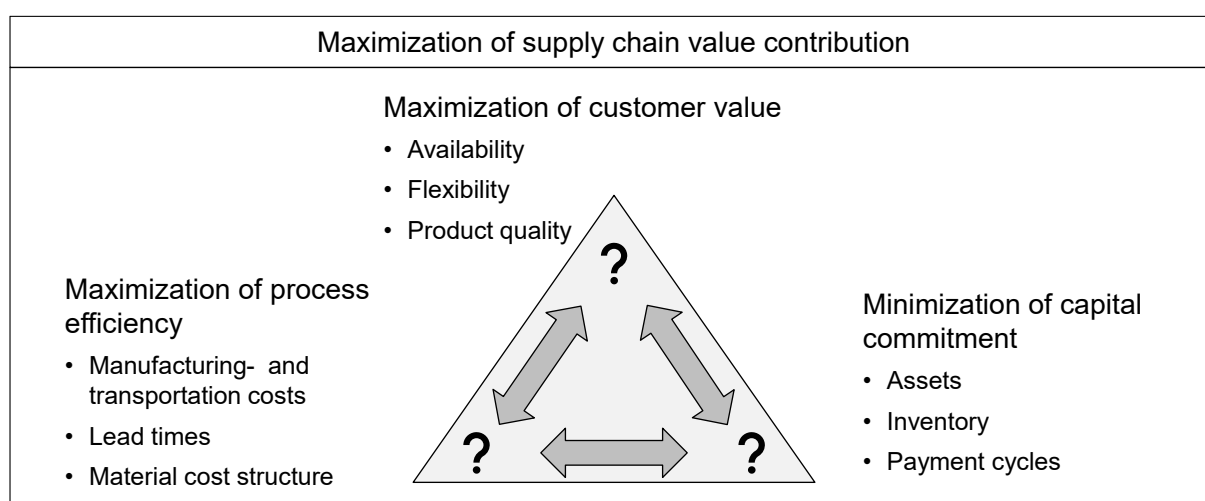 Maximization of supply chain value contribution
Maximization of customer value
• Availability
• Flexibility
• Product quality
?
Maximization of process
efficiency
• Manufacturing- and
transportation costs
• Lead times
• Material cost structure
?
?
Minimization of capital
commitment
• Assets
• Inventory
• Payment cycles